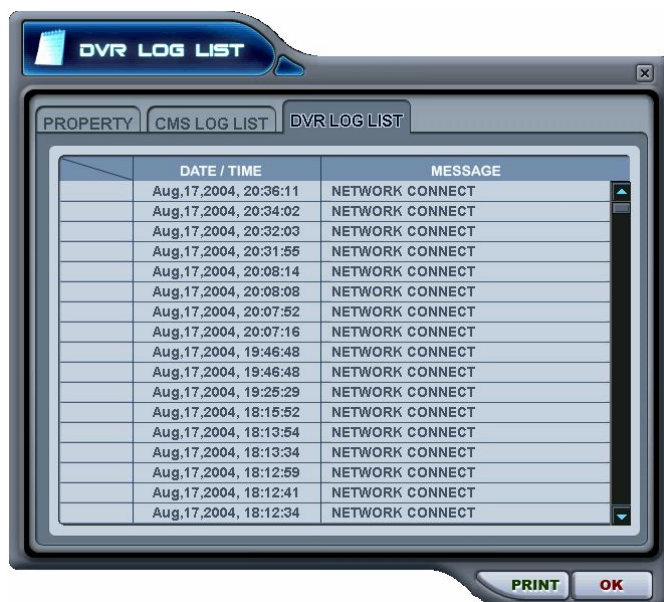 DVR LOG LIST
PROPERTY CMS LOG LIST DVR LOG LIST
DATE / TIME MESSAGE
Aug,17,2004, 20:36:11 NETWORK CONNECT
Aug,17,2004, 20:34:02 NETWORK CONNECT
Aug,17,2004, 20:32:03 NETWORK CONNECT
Aug,17,2004, 20:31:55 NETWORK CONNECT
Aug,17,2004, 20:08:14 NETWORK CONNECT
Aug,17,2004, 20:08:08 NETWORK CONNECT
Aug,17,2004, 20:07:52 NETWORK CONNECT
Aug,17,2004, 20:07:16 NETWORK CONNECT
Aug,17,2004, 19:46:48 NETWORK CONNECT
Aug,17,2004, 19:46:48 NETWORK CONNECT
Aug,17,2004, 19:25:29 NETWORK CONNECT
Aug,17,2004, 18:15:52 NETWORK CONNECT
Aug,17,2004, 18:13:54 NETWORK CONNECT
Aug,17,2004, 18:13:34 NETWORK CONNECT
Aug,17,2004, 18:12:59 NETWORK CONNECT
Aug,17,2004, 18:12:41 NETWORK CONNECT
Aug,17,2004, 18:12:34 NETWORK CONNECT
PRINT OK